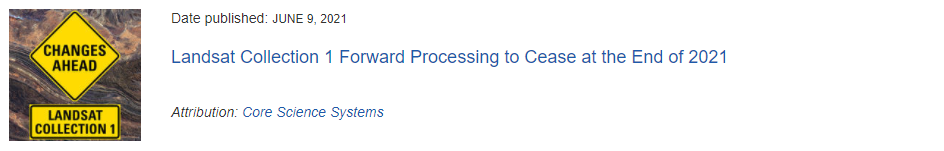 CHANGES
AHEAD
LANDSAT
COLLECTION 1
Date published: JUNE 9, 2021
Landsat Collection 1 Forward Processing to Cease at the End of 2021
Attribution: Core Science Systems